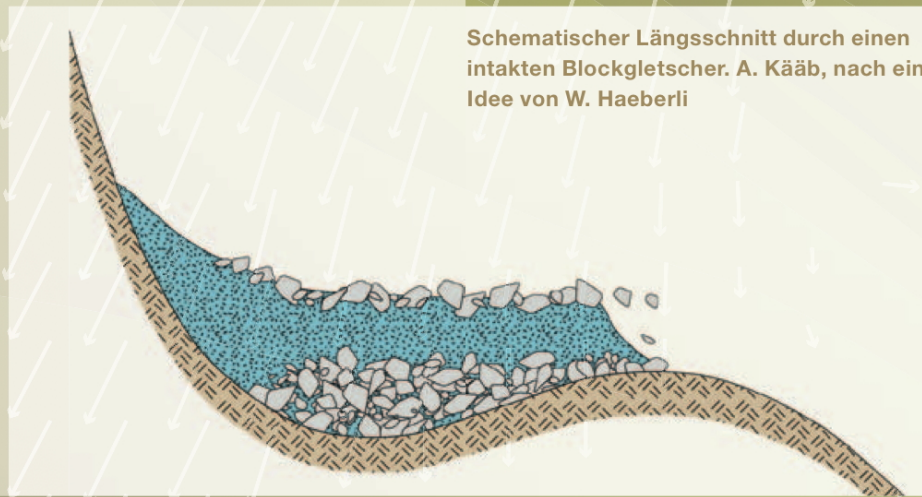 Schematischer Längsschnitt durch einen
intakten Blockgletscher. A. Kääb, nach ein
Idee von W. Haeberli